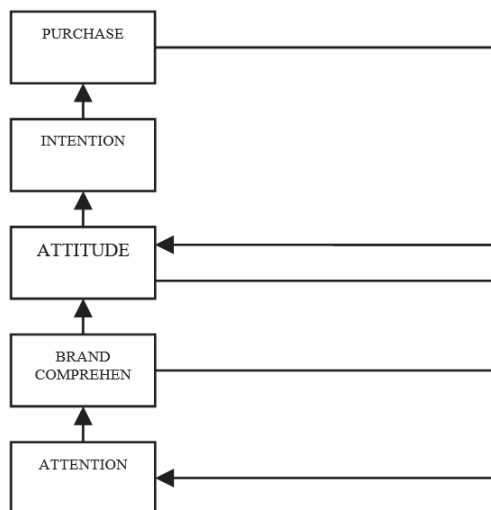 PURCHASE
INTENTION
ATTITUDE
BRAND
COMPREHEN
ATTENTION